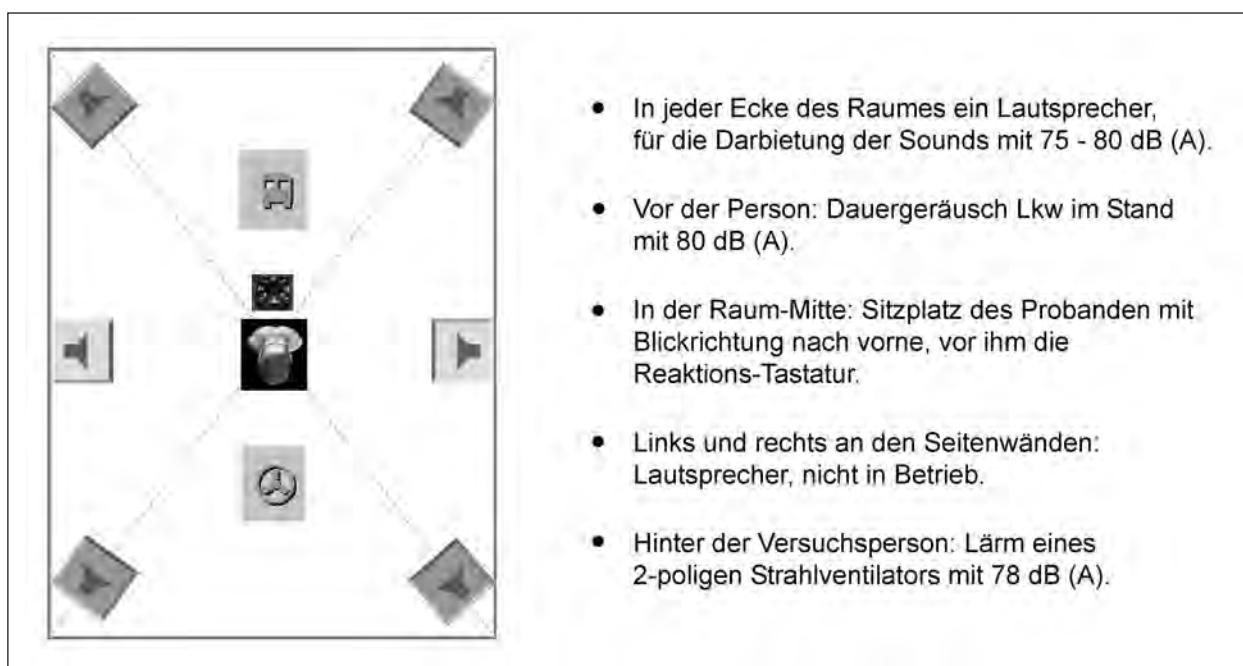 • In jeder Ecke des Raumes ein Lautsprecher,
für die Darbietung der Sounds mit 75 - 80 dB (A).
• Vor der Person: Dauergeräusch Lkw im Stand
mit 80 dB (A).
• In der Raum-Mitte: Sitzplatz des Probanden mit
Blickrichtung nach vorne, vor ihm die
Reaktions-Tastatur.
• Links und rechts an den Seitenwänden:
Lautsprecher, nicht in Betrieb.
• Hinter der Versuchsperson: Lärm eines
2-poligen Strahlventilators mit 78 dB (A).